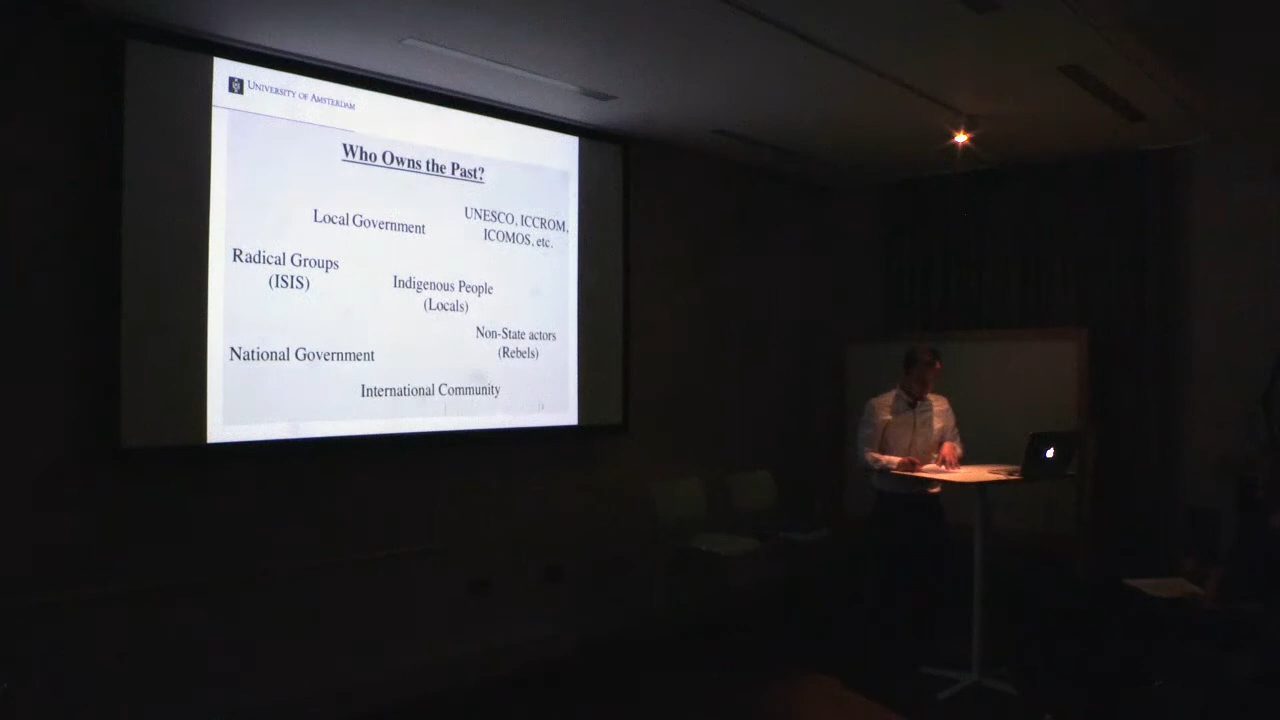 UNIVERSITY OF AMSTERDAM
Who Owns the Past?
Local Government
UNESCO, ICCROM,
ICOMOS, etc.
Radical Groups
(ISIS)
Indigenous People
(Locals)
Non-State actors
(Rebels)
National Government
International Community